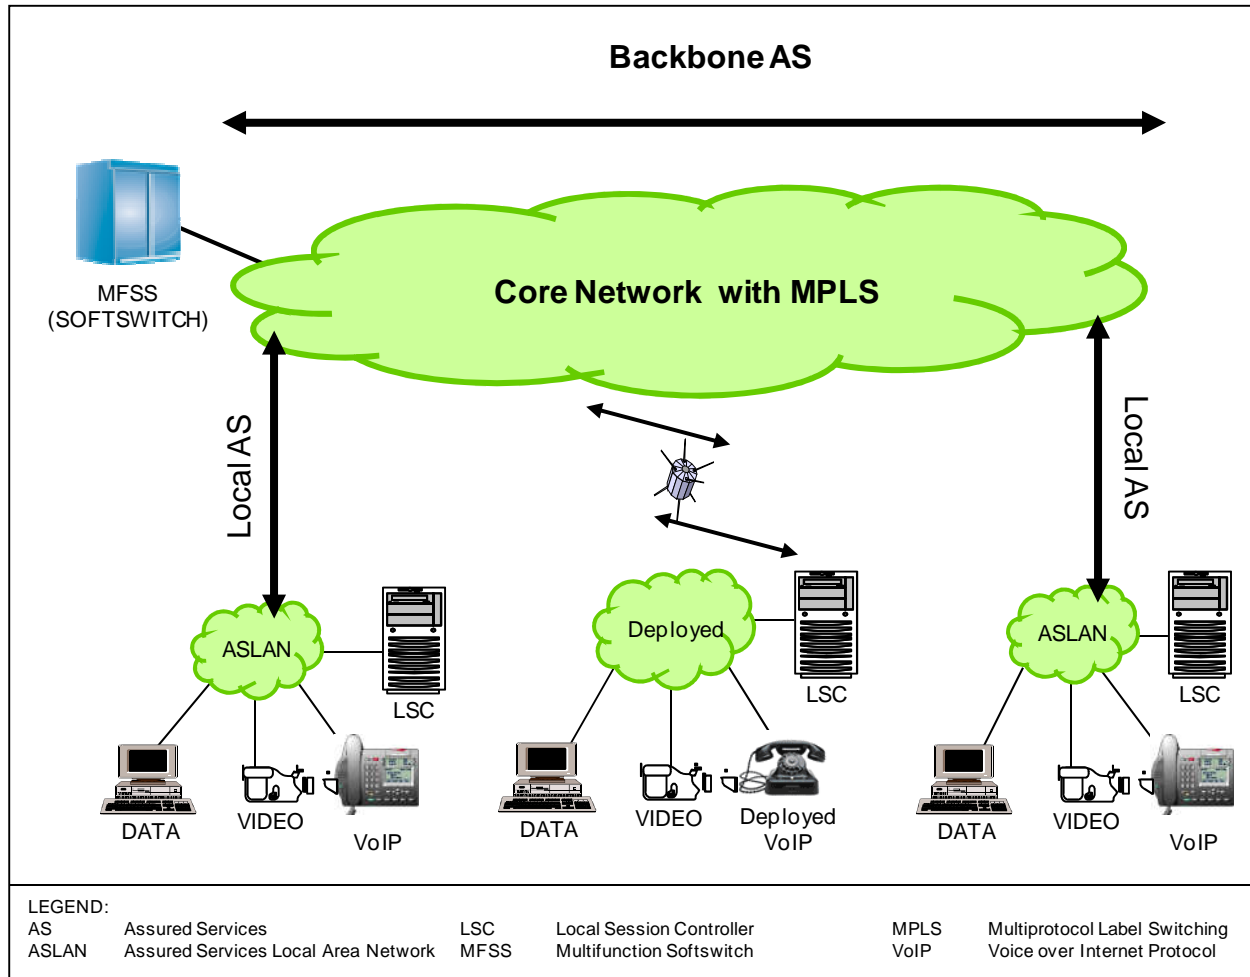 Backbone AS
MFSS
(SOFTSWITCH)
Core Network with MPLS
Local AS
Local AS
ASLAN
LSC
Deployed
LSC
ASLAN
LSC
DATA
VIDEO
VoIP
DATA
VIDEO
Deployed
VoIP
DATA
VIDEO
VoIP
LEGEND:
AS Assured Services LSC Local Session Controller MPLS Multiprotocol Label Switching
ASLAN Assured Services Local Area Network MFSS Multifunction Softswitch VoIP Voice over Internet Protocol